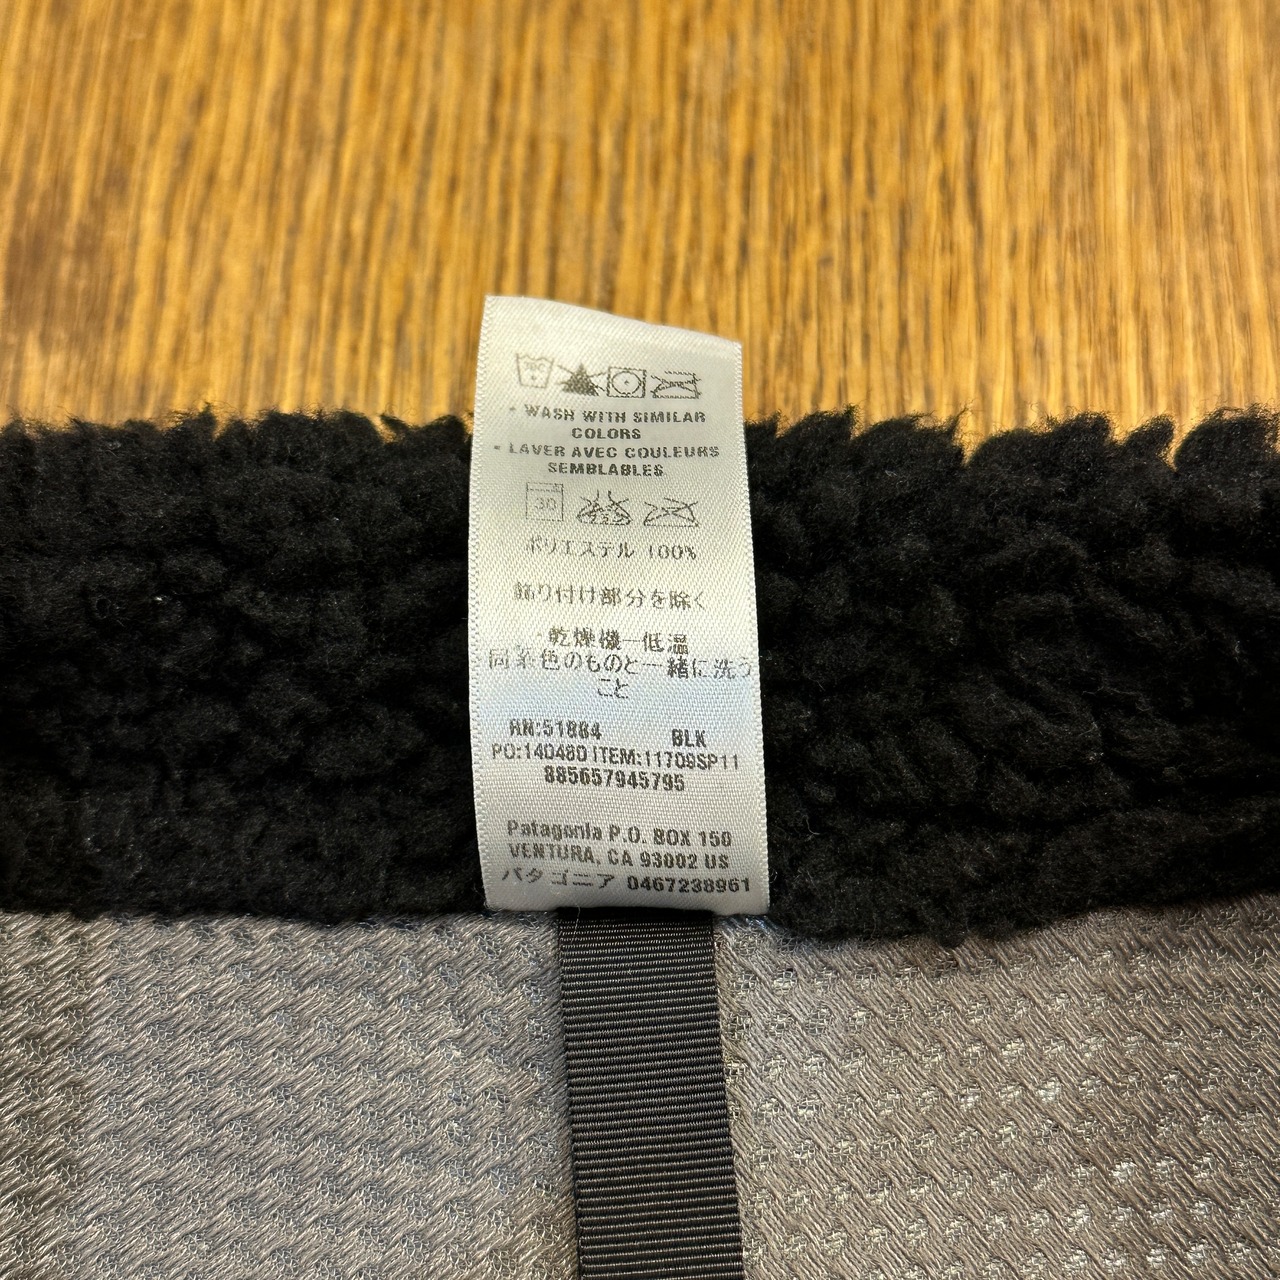 • WASH WITH SIMILAR
COLORS
• LAVER AVEC COULEURS
SEMBLABLES
30
ポリエステル 100%
飾り付け部分を除く
・乾燥機ー低温
同系色のものと一緒に洗う
こと
RN:51884 BLK
PO:140480 ITEM:11709SP11
885657945795
Patagonia P.O. BOX 150
VENTURA, CA 93002 US
パタゴニア 0467238961